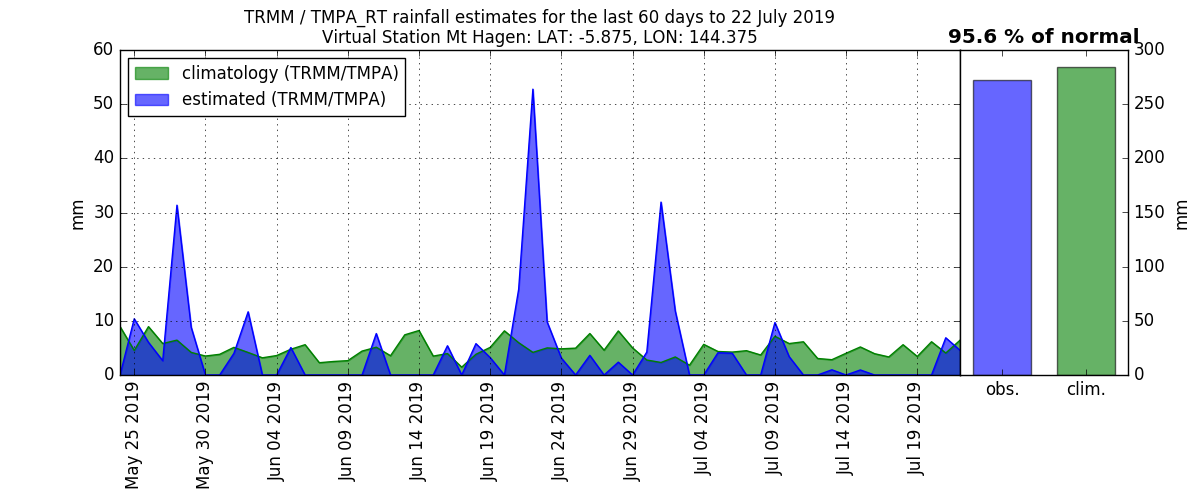 TRMM / TMPA_RT rainfall estimates for the last 60 days to 22 July 2019
Virtual Station Mt Hagen: LAT: -5.875, LON: 144.375
95.6 % of normal
climatology (TRMM/TMPA)
estimated (TRMM/TMPA)
mm
60
50
40
30
20
10
0
May 25 2019
May 30 2019
Jun 04 2019
Jun 09 2019
Jun 14 2019
Jun 19 2019
Jun 24 2019
Jun 29 2019
Jul 04 2019
Jul 09 2019
Jul 14 2019
Jul 19 2019
obs.
clim.
300
250
200
150
100
50
0
mm